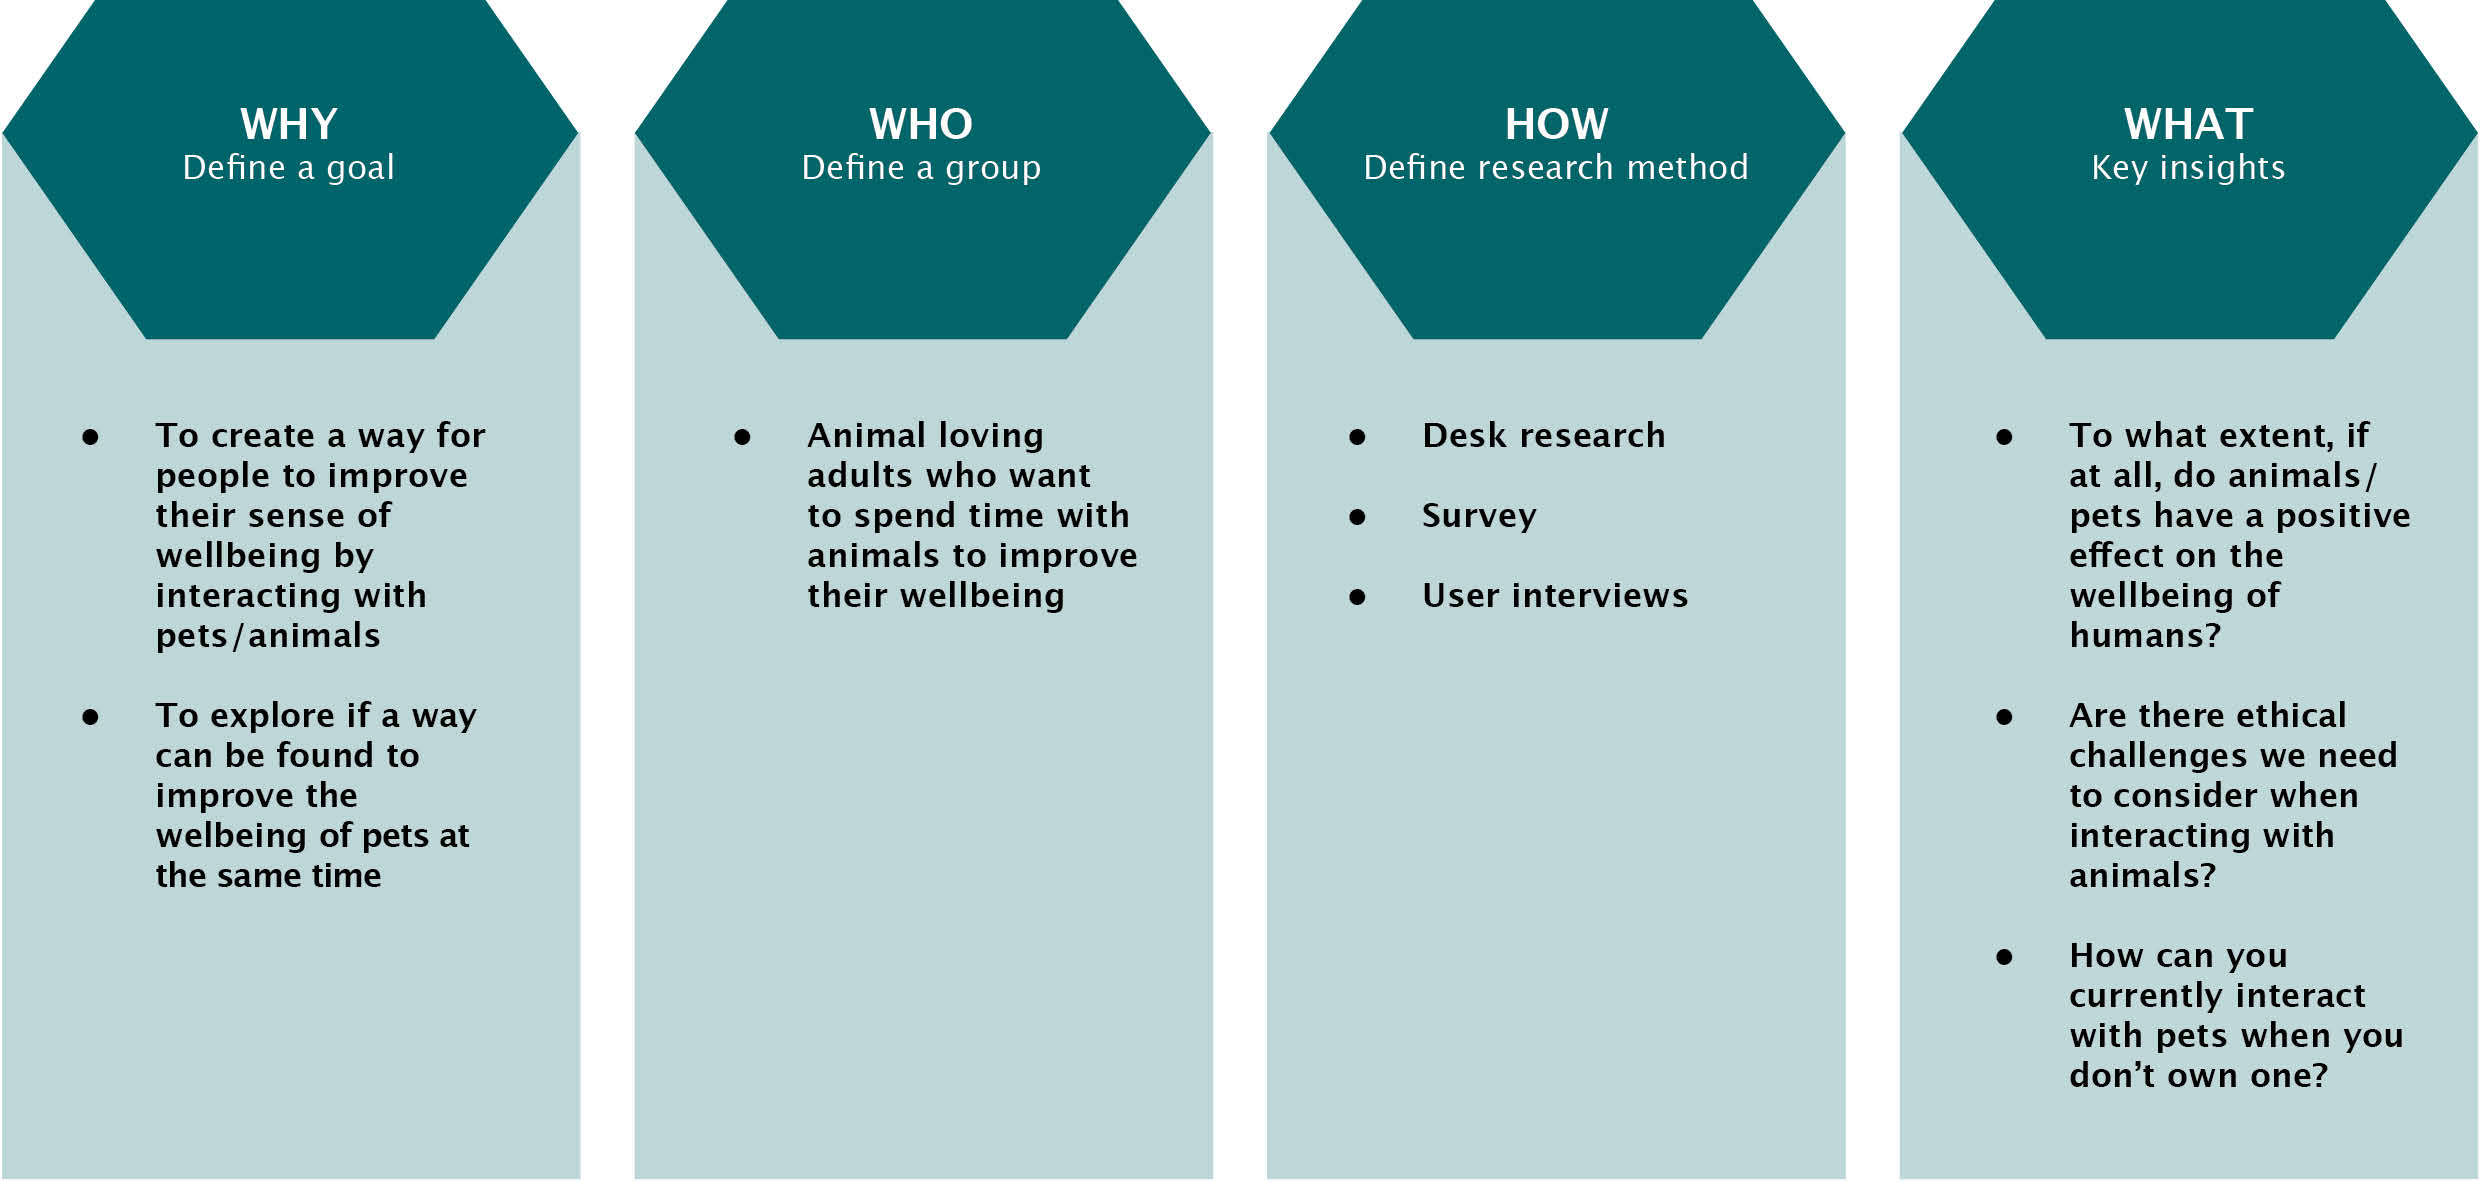 WHY
Define a goal
● To create a way for
people to improve
their sense of
wellbeing by
interacting with
pets/animals
● To explore if a way
can be found to
improve the
welbeing of pets at
the same time
WHO
Define a group
● Animal loving
adults who want
to spend time with
animals to improve
their wellbeing
HOW
Define research method
● Desk research
● Survey
● User interviews
WHAT
Key insights
● To what extent, if
at all, do animals/
pets have a positive
effect on the
wellbeing of
humans?
● Are there ethical
challenges we need
to consider when
interacting with
animals?
● How can you
currently interact
with pets when you
don’t own one?